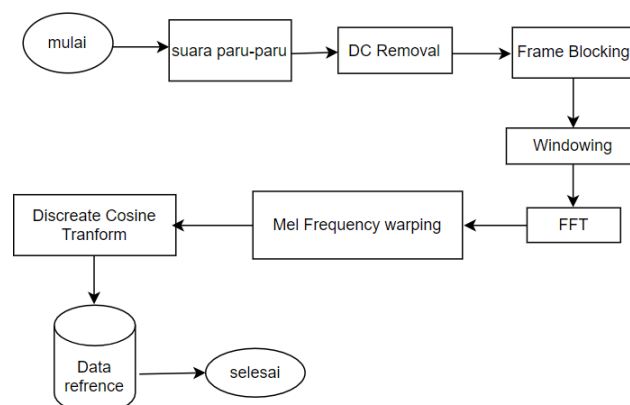 mulai
suara paru-paru
DC Removal
Frame Blocking
Windowing
FFT
Mel Frequency warping
Discreate Cosine
Tranform
Data
refrence
selesai